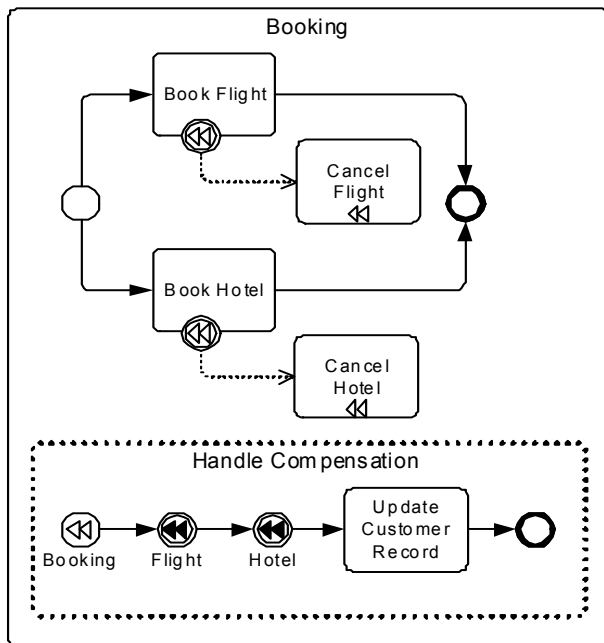 Booking
Book Flight
Cancel
Flight
Book Hotel
Cancel
Hotel
Handle Compensation
Update
Customer
Record
Booking
Flight
Hotel